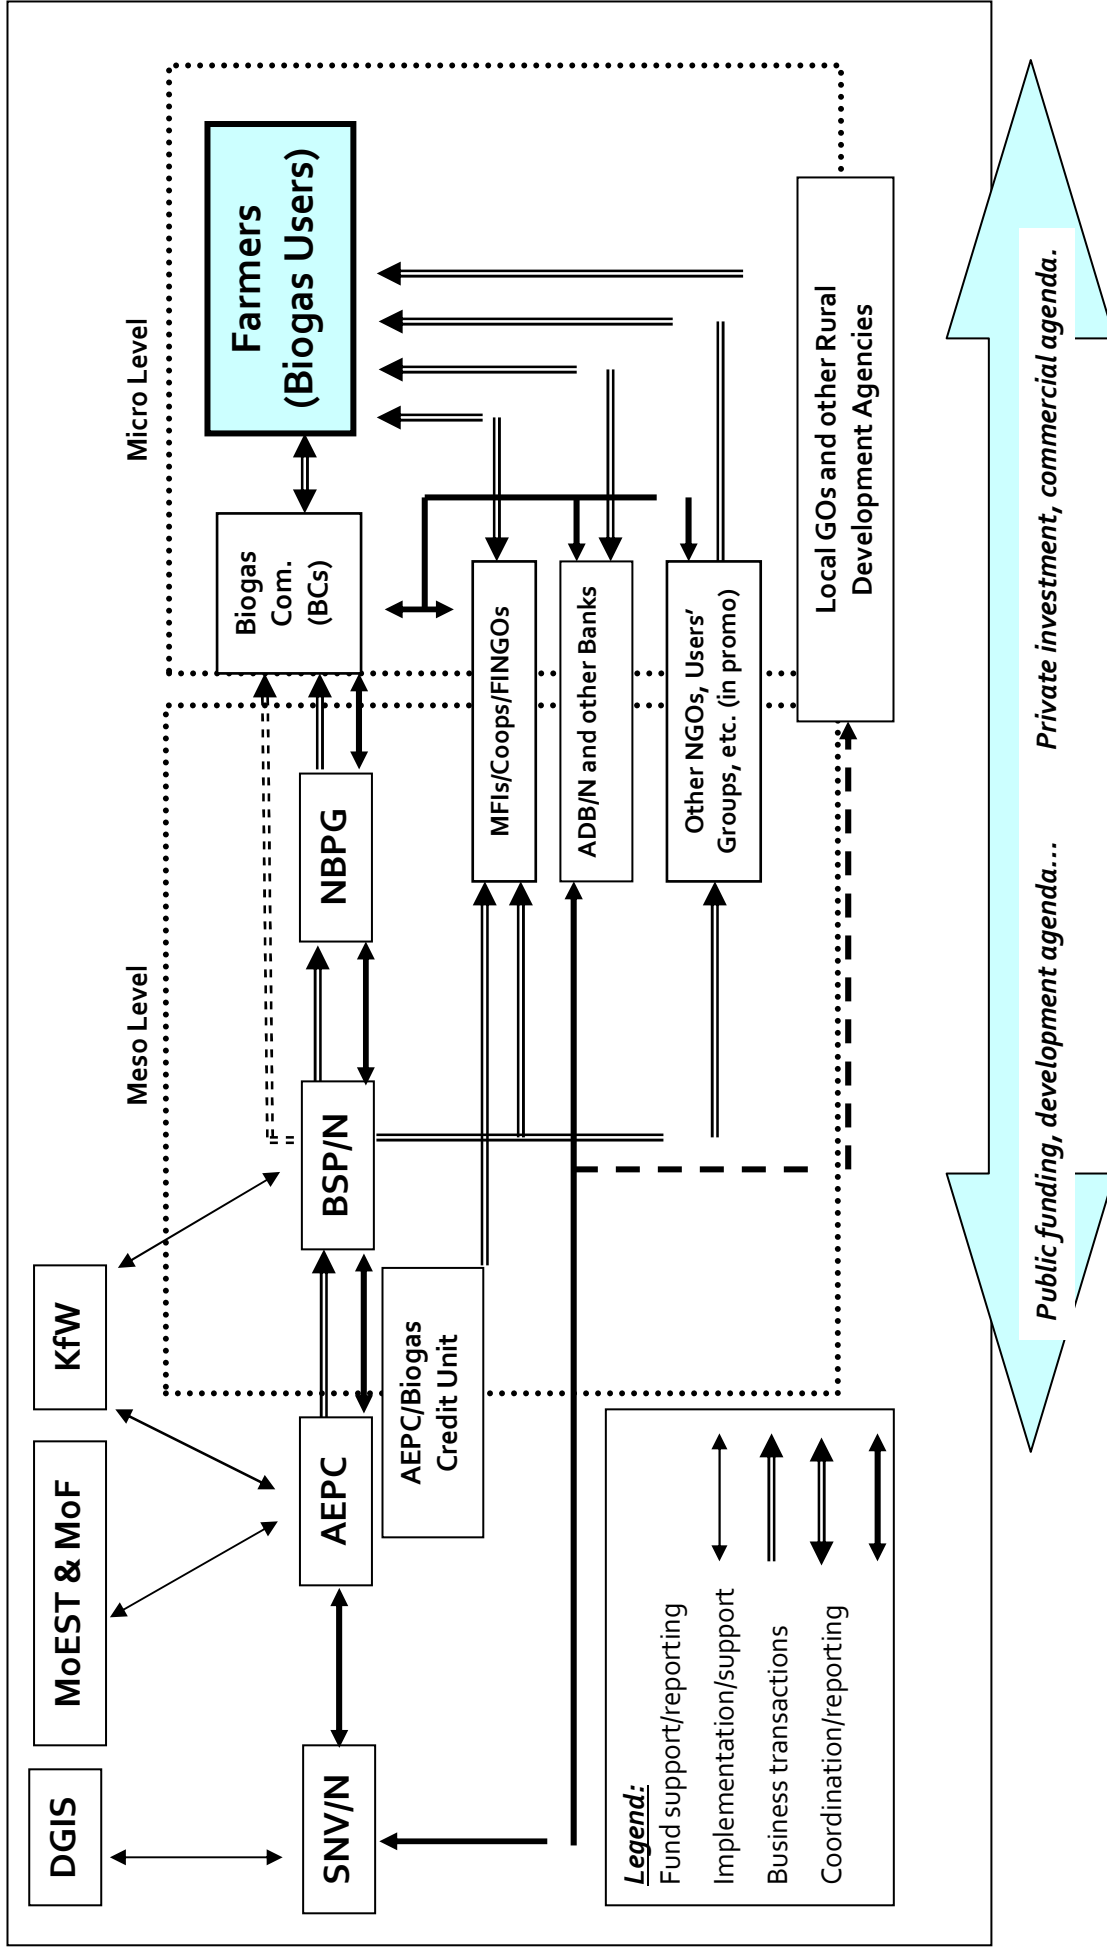 DGIS
MoEST & MoF
KfW
Meso Level
Micro Level
SNV/N
AEPC
BSP/N
NBPG
Biogas
Com.
(BCs)
Farmers
(Biogas Users)
AEPC/Biogas
Credit Unit
MFIs/Coops/FINGOs
ADB/N and other Banks
Other NGOs, Users’
Groups, etc. (in promo)
Local GOs and other Rural
Development Agencies
Legend:
Fund support/reporting
Implementation/support
Business transactions
Coordination/reporting
Public funding, development agenda... Private investment, commercial agenda.